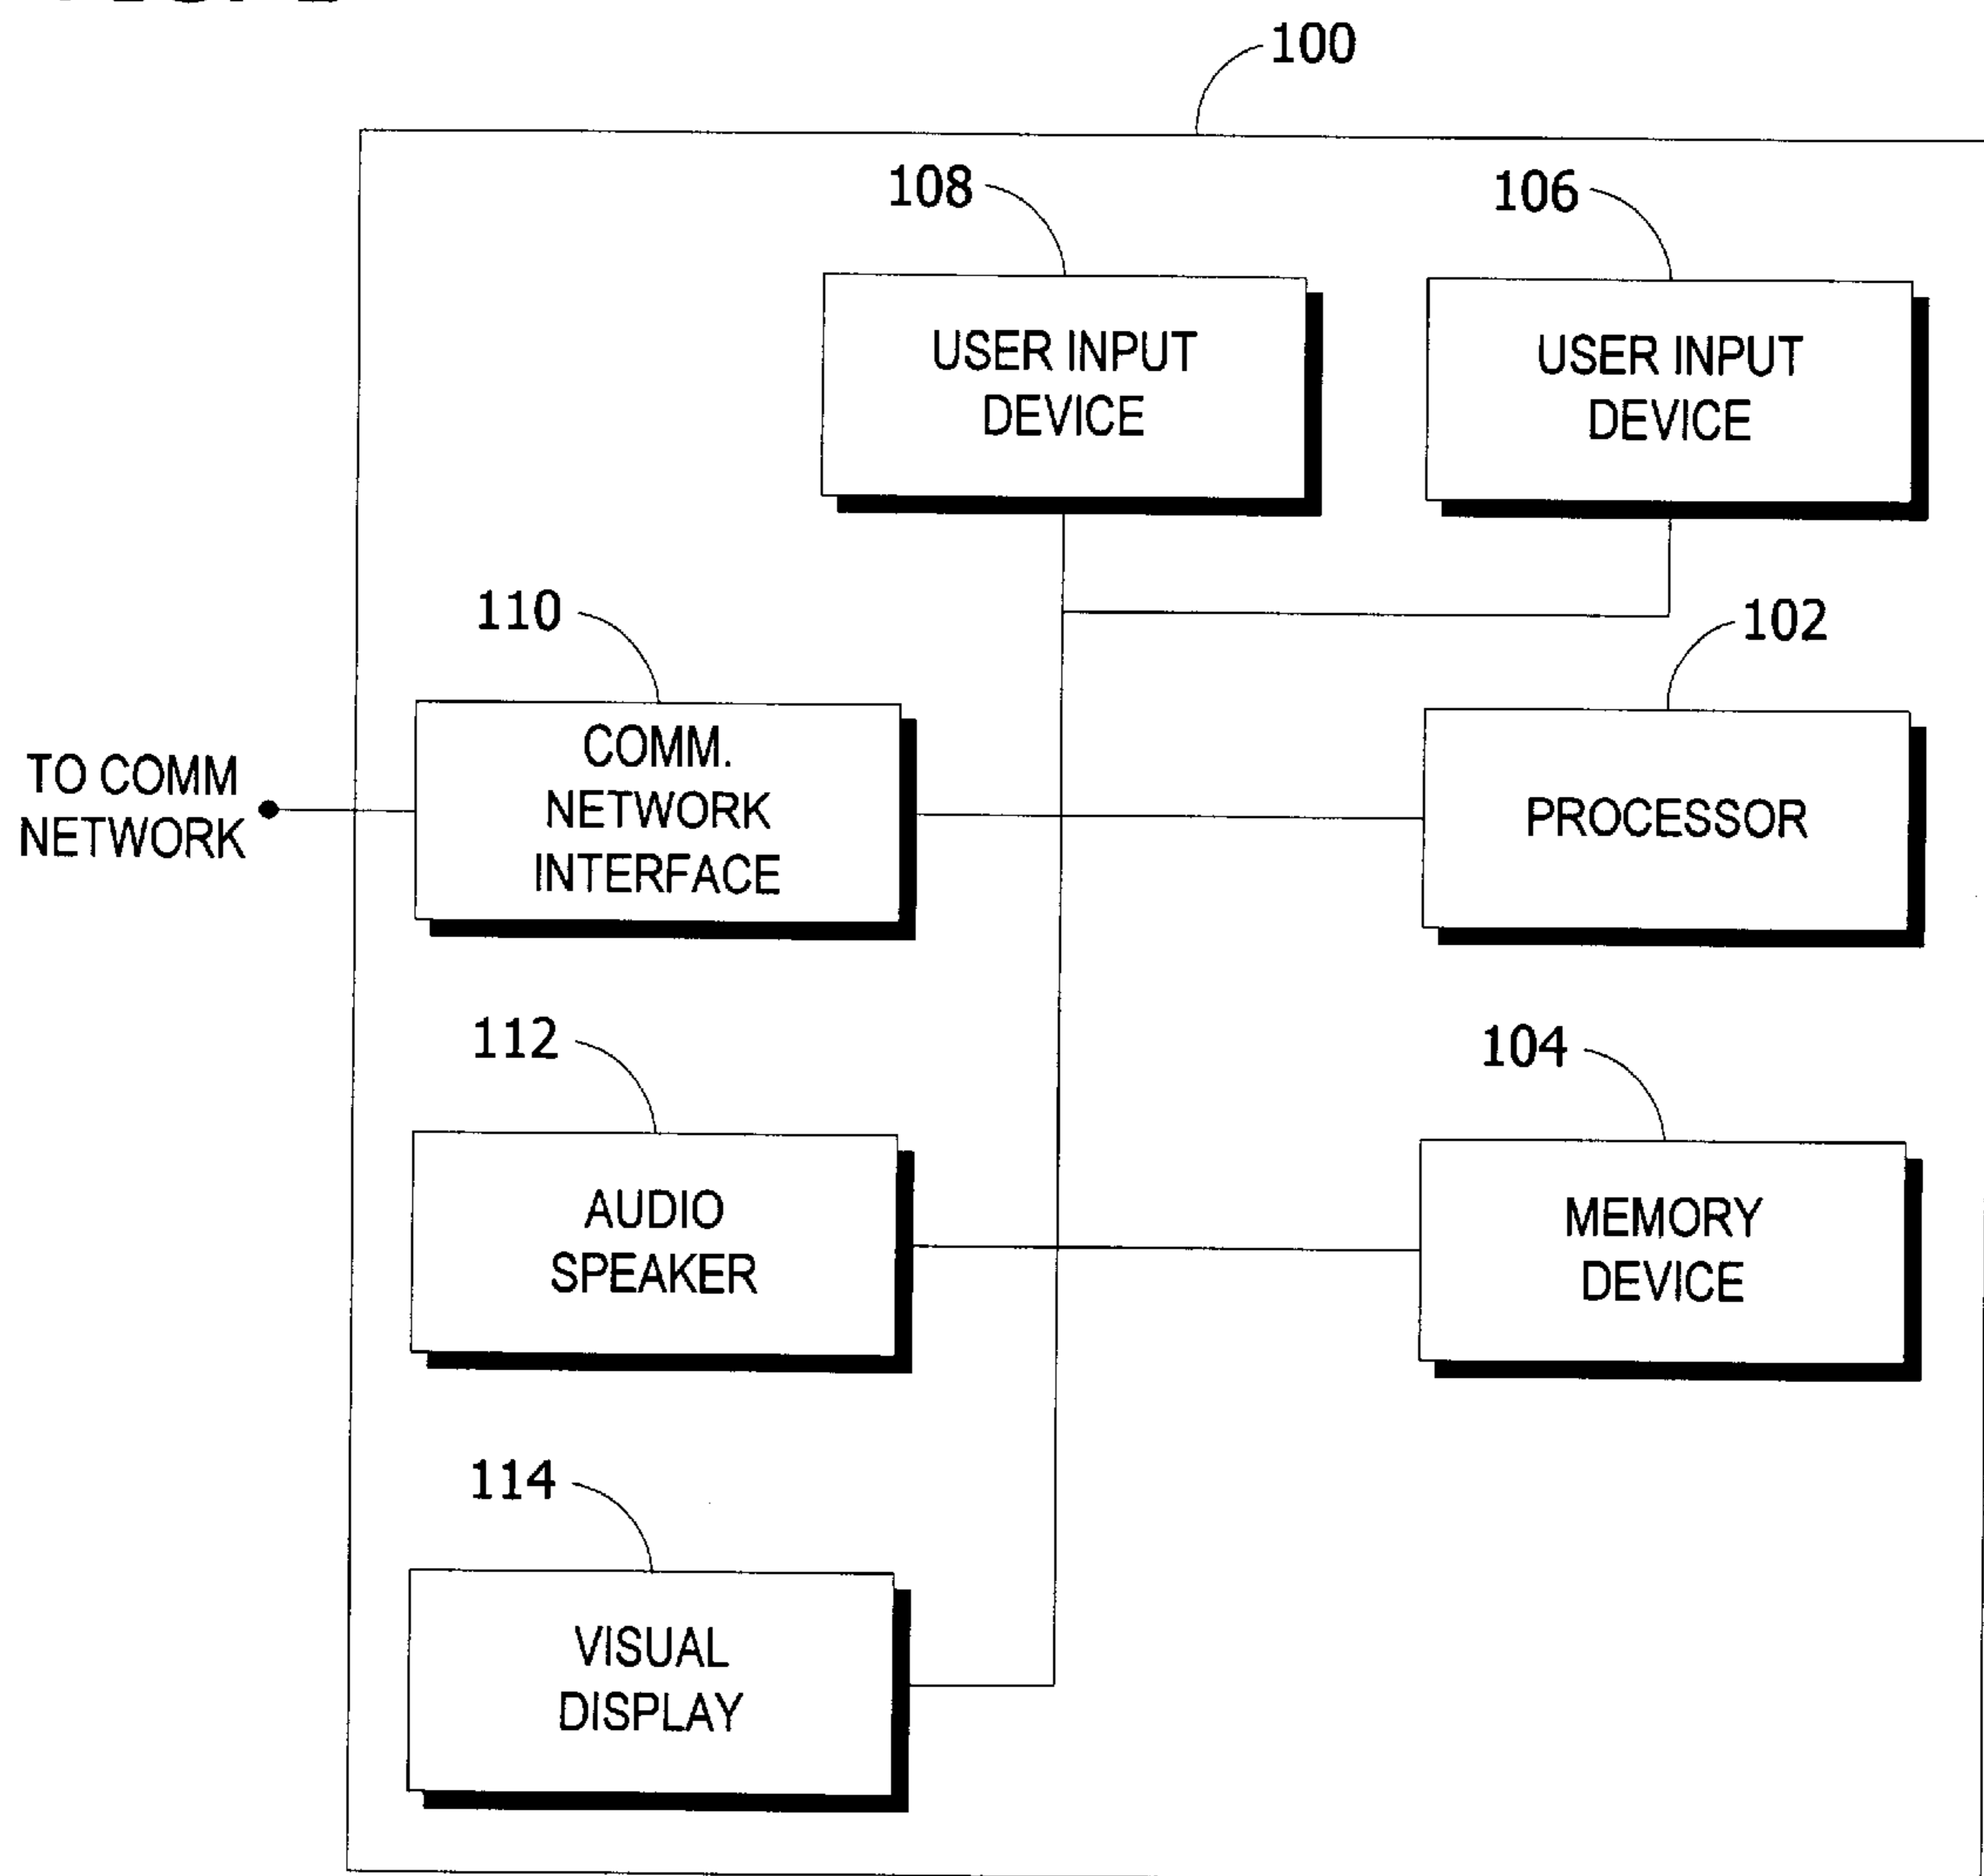 100
108
106
USER INPUT
DEVICE
USER INPUT
DEVICE
110
102
TO COMM
NETWORK
COMM.
NETWORK
INTERFACE
PROCESSOR
112
104
AUDIO
SPEAKER
MEMORY
DEVICE
114
VISUAL
DISPLAY